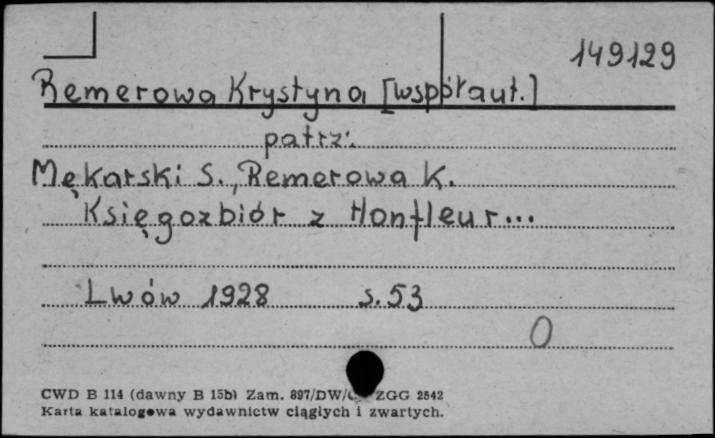 149129
Remerowa Krystyna [współaut.]
patrz:
Mękarski S., Remerowa K.
Księgozbiór z Honfleur...
Lwów 1928 s. 53
0
CWD B 114 (dawny B 15b) Zam. 897/DW/ ZGG 2542
Karta katalogowa wydawnictw ciągłych i zwartych.